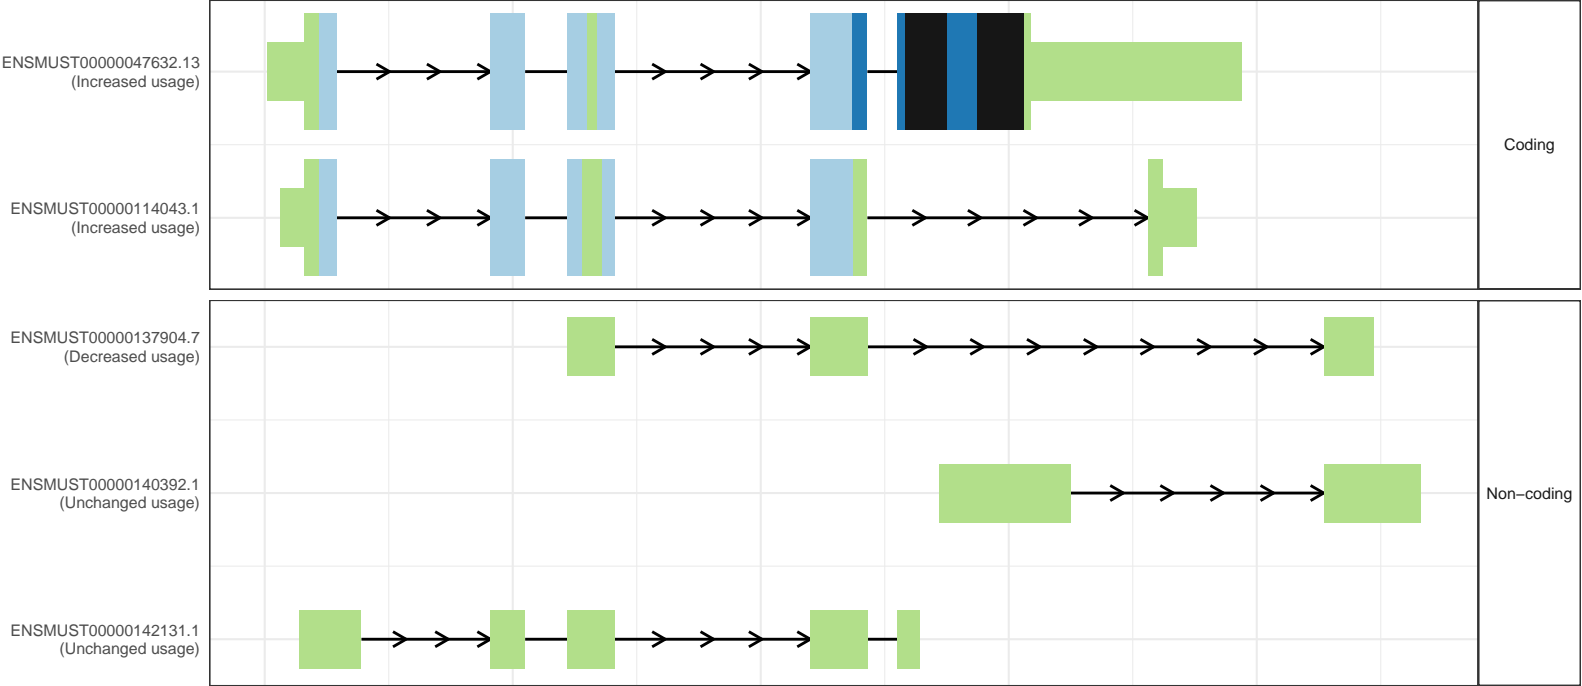 ENSMUST00000047632.13
(Increased usage)
ENSMUST00000114043.1
(Increased usage)
Coding
ENSMUST00000137904.7
(Decreased usage)
ENSMUST00000140392.1
(Unchanged usage)
Non−coding
ENSMUST00000142131.1
(Unchanged usage)